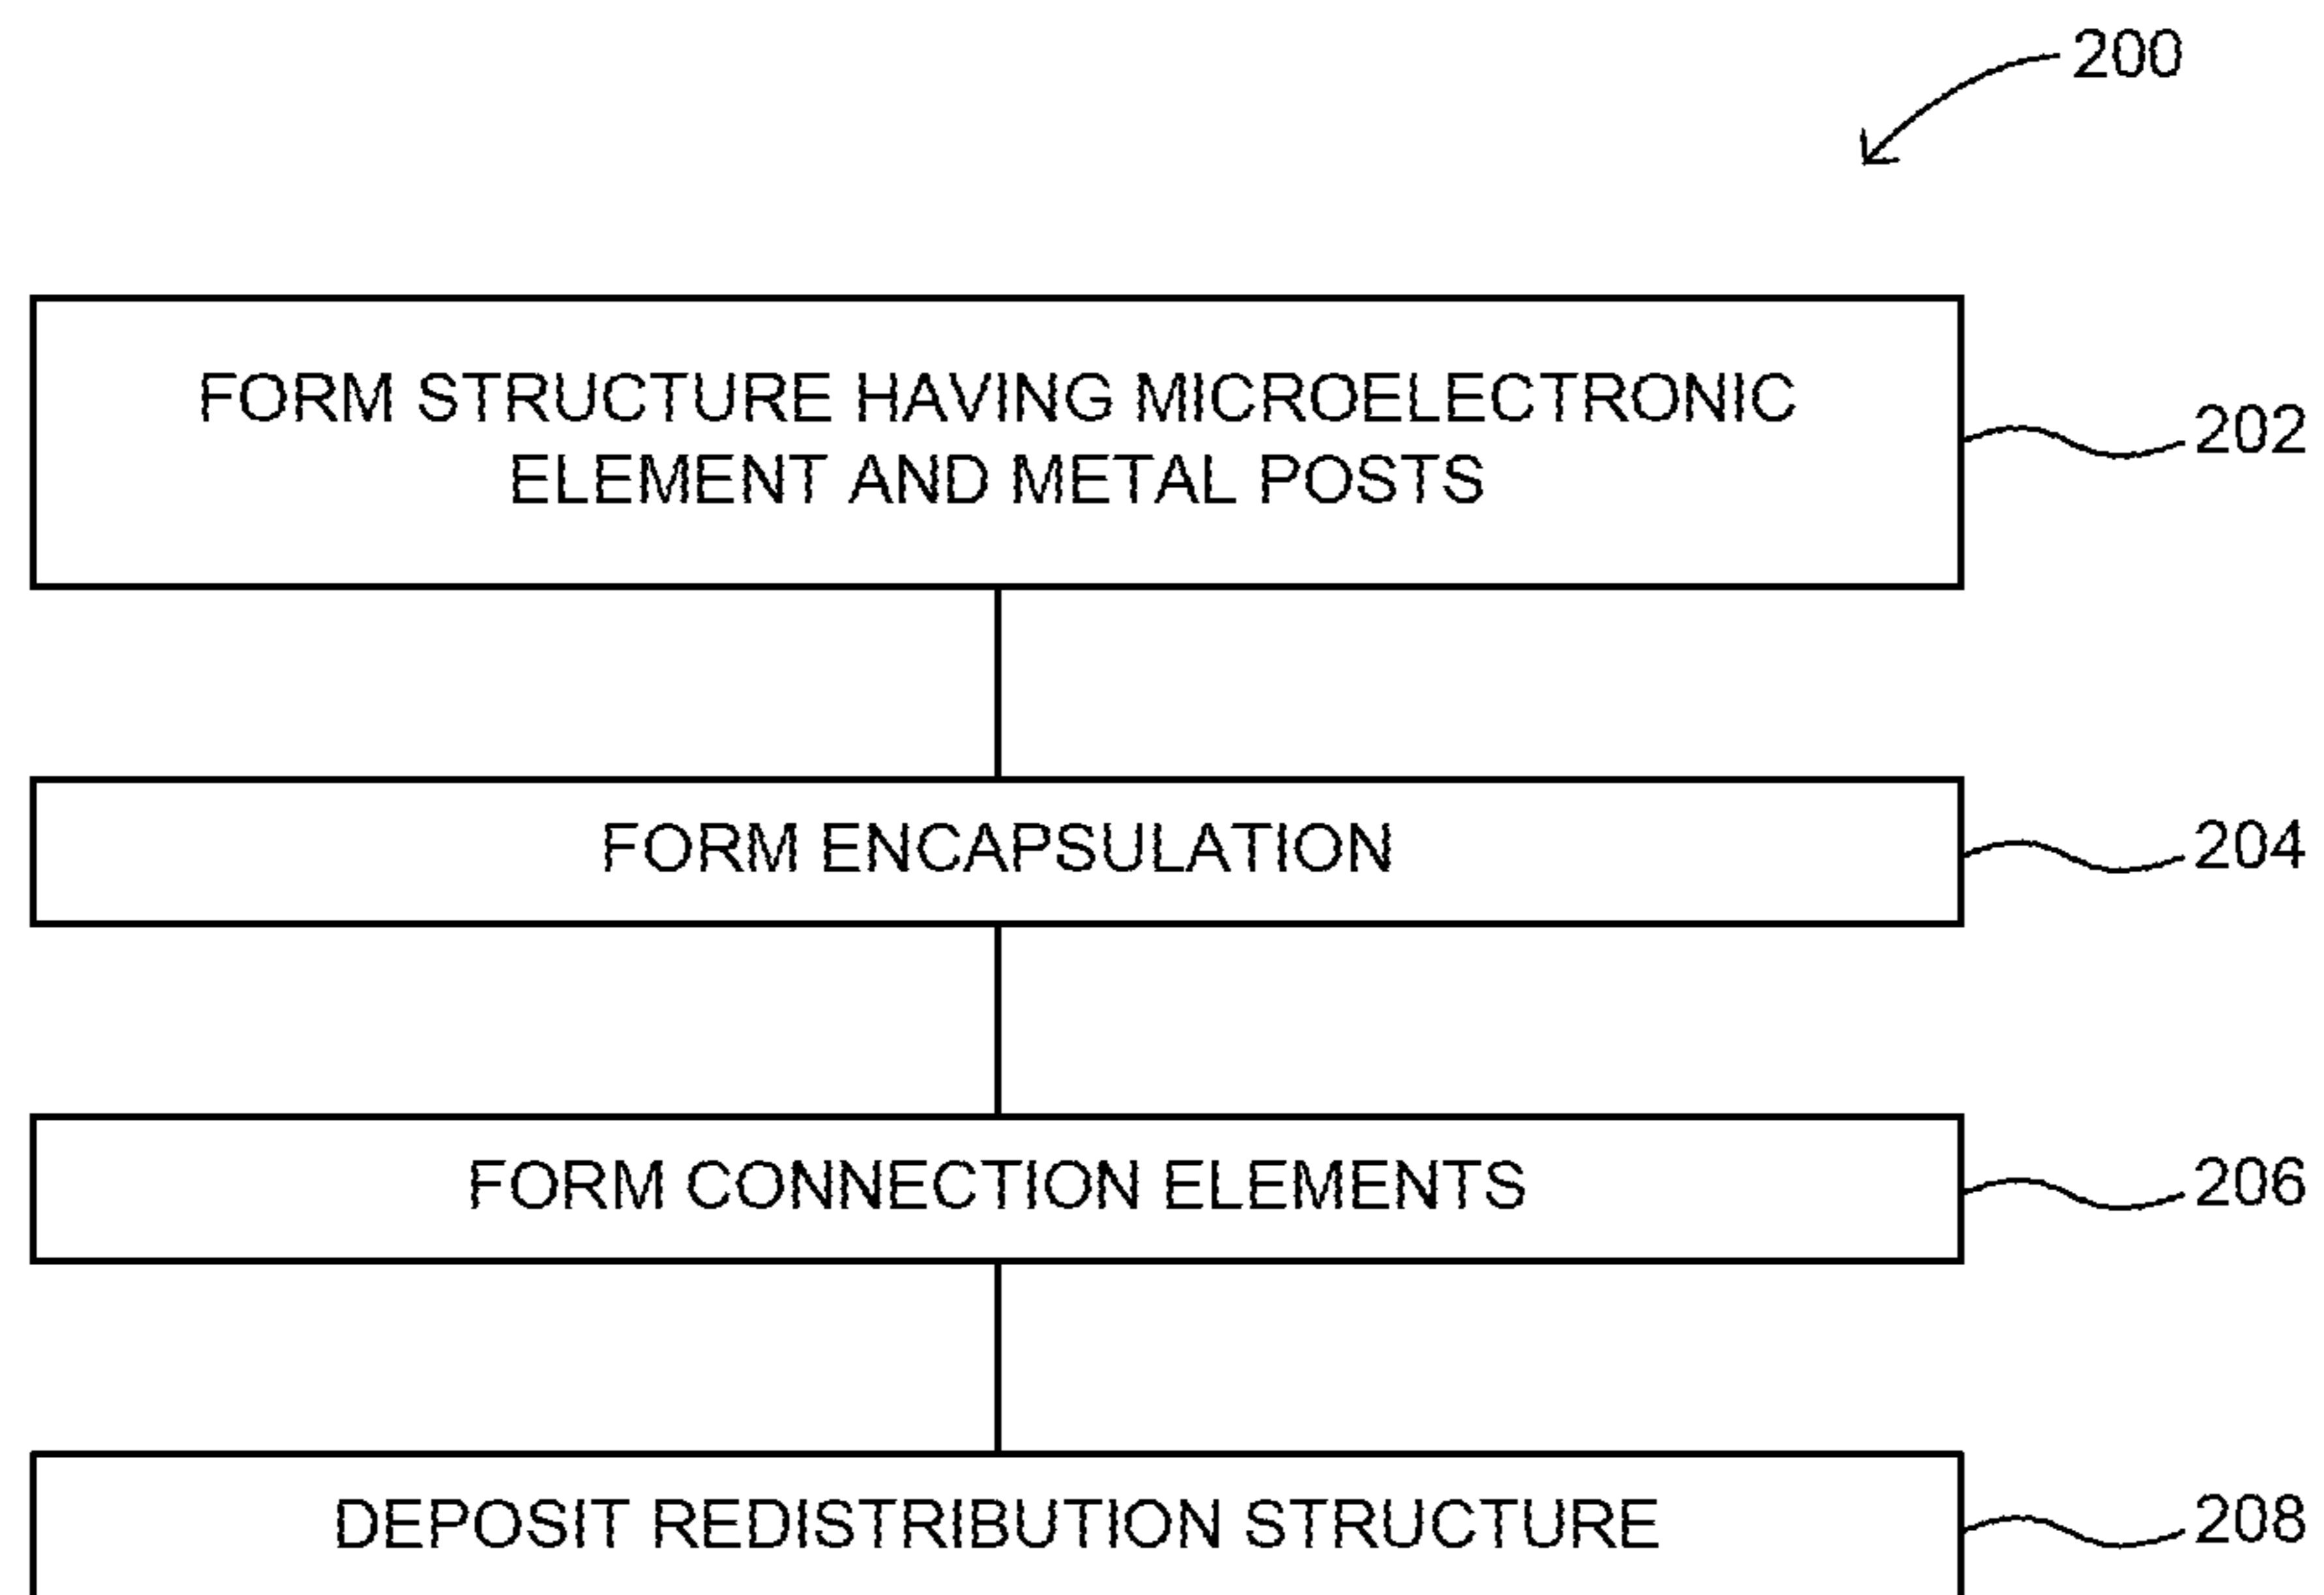 200
FORM STRUCTURE HAVING MICROELECTRONIC
ELEMENT AND METAL POSTS
202
FORM ENCAPSULATION
204
FORM CONNECTION ELEMENTS
206
DEPOSIT REDISTRIBUTION STRUCTURE
208